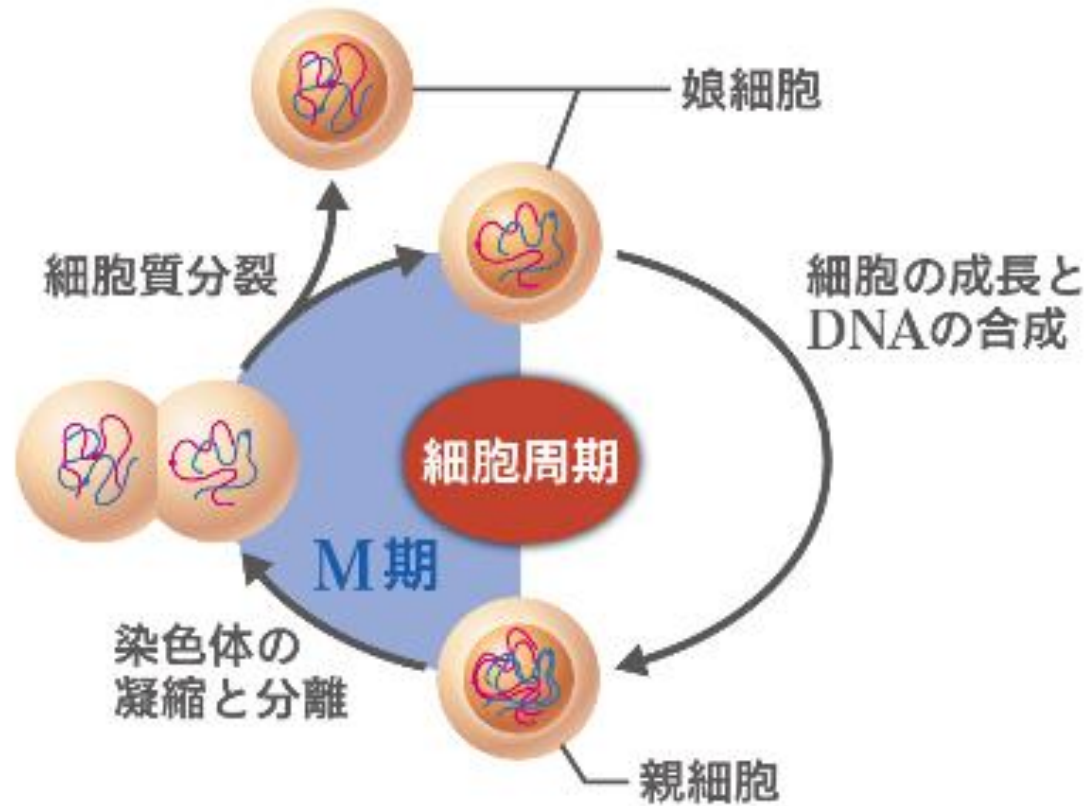 娘細胞
細胞質分裂
細胞の成長と
DNAの合成
細胞周期
M期
染色体の
凝縮と分離
親細胞